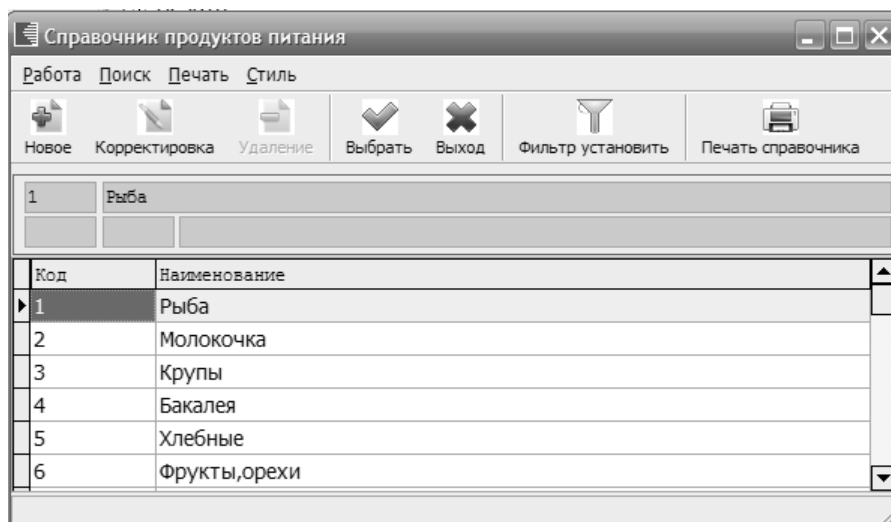 Справочник продуктов питания
Работа Поиск Печать Стиль
Новое Корректировка Удаление Выбрать Выход Фильтр установить Печать справочника
1 Рыба
Код Наименование
1 Рыба
2 Молокочка
3 Крупы
4 Бакалея
5 Хлебные
6 Фрукты,орехи